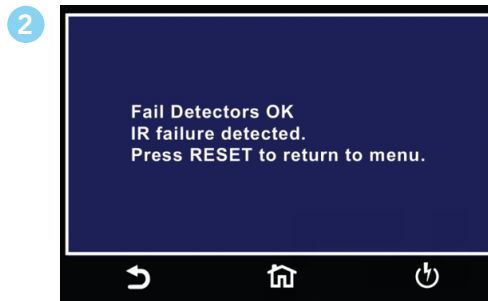 2
Fail Detectors OK
IR failure detected.
Press RESET to return to menu.